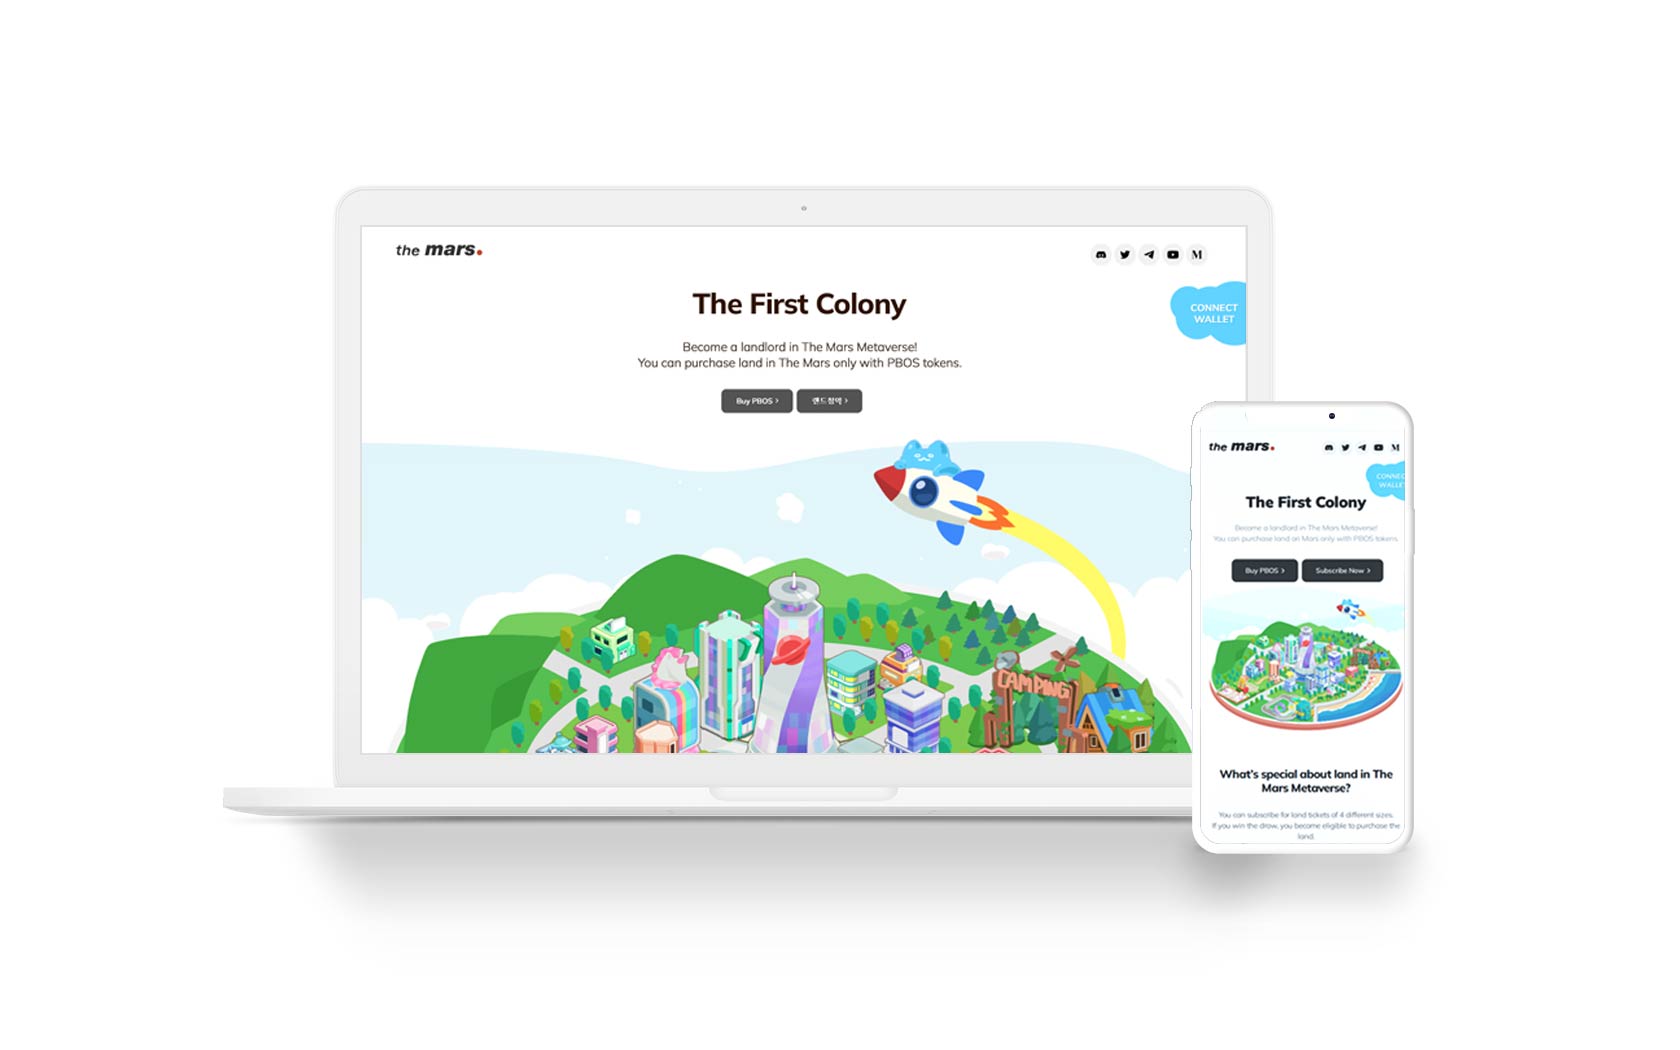 the mars.
M
The First Colony
CONNECT
WALLET
Become a landlord in The Mars Metaverse!
You can purchase land in The Mars only with PBOS tokens.
Buy PBOS >
랜드청약 >
CAMPING
the mars.
M
CONNEC
WALLE
The First Colony
Become a landlord in The Mars Metaverse!
You can purchase land on Mars only with PBOS tokens.
Buy PBOS >
Subscribe Now >
What's special about land in The
Mars Metaverse?
You can subscribe for land tickets of 4 different sizes.
If you win the draw, you become eligible to purchase the
land.